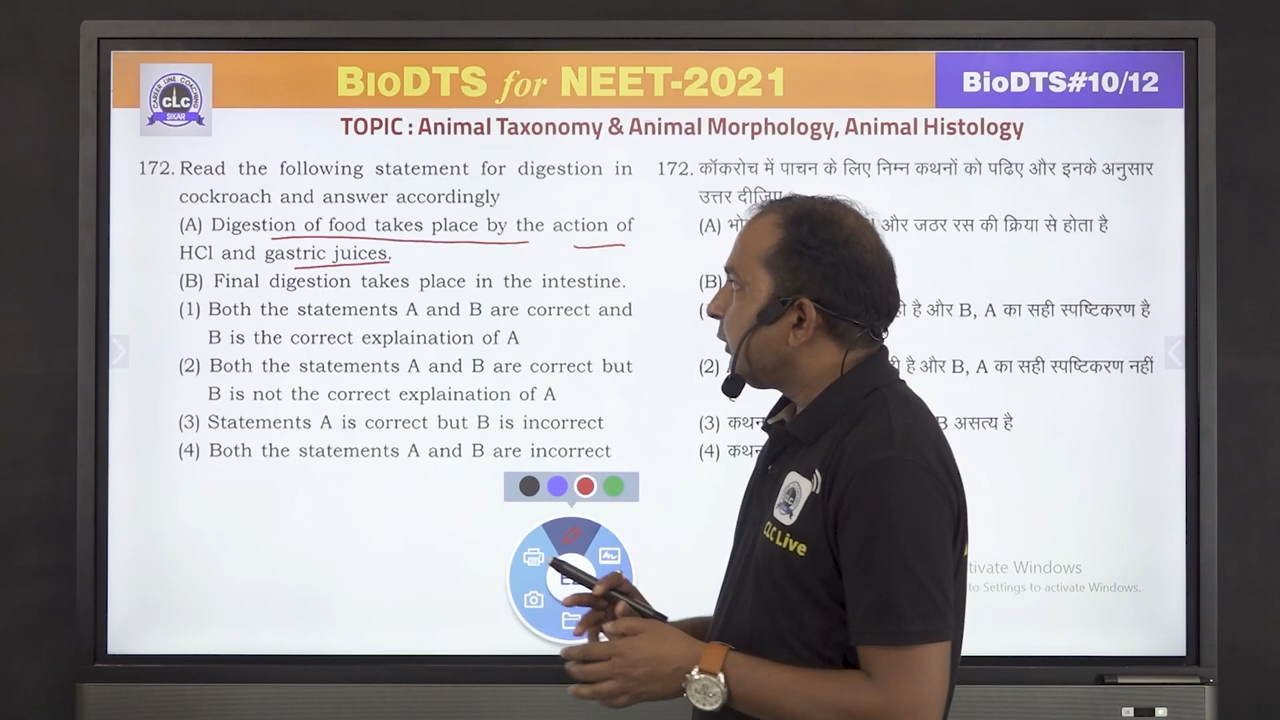 BioDTS for NEET-2021
BioDTS#10/12
CAREER LINE COACHING
CLC
SIKAR
TOPIC : Animal Taxonomy & Animal Morphology, Animal Histology
172. Read the following statement for digestion in
cockroach and answer accordingly
(A) Digestion of food takes place by the action of
HCl and gastric juices.
(B) Final digestion takes place in the intestine.
(1) Both the statements A and B are correct and
B is the correct explaination of A
(2) Both the statements A and B are correct but
B is not the correct explaination of A
(3) Statements A is correct but B is incorrect
(4) Both the statements A and B are incorrect
172. कॉकरोच में पाचन के लिए निम्न कथनों को पढिए और इनके अनुसार
उत्तर दीजिए
(A) और जठर रस की क्रिया से होता है
(B)
है और B, A का सही स्पष्टिकरण है
(2) है और B, A का सही स्पष्टिकरण नहीं
(3) कथन B असत्य है
(4) कथन
CLC
CLC Live
tivate Windows
to Settings to activate Windows.